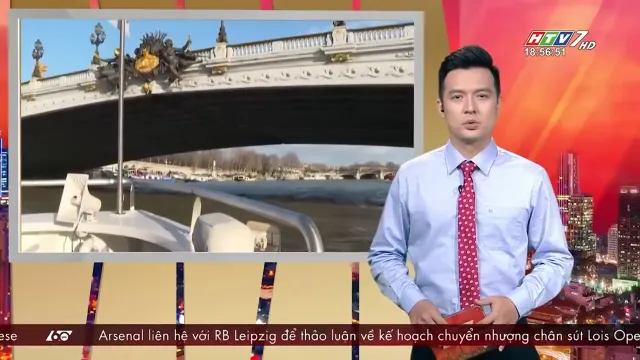 HTV7 HD
18:56:51
ese 60 Arsenal liên hệ với RB Leipzig để thảo luận về kế hoạch chuyển nhượng chân sút Lois Ope